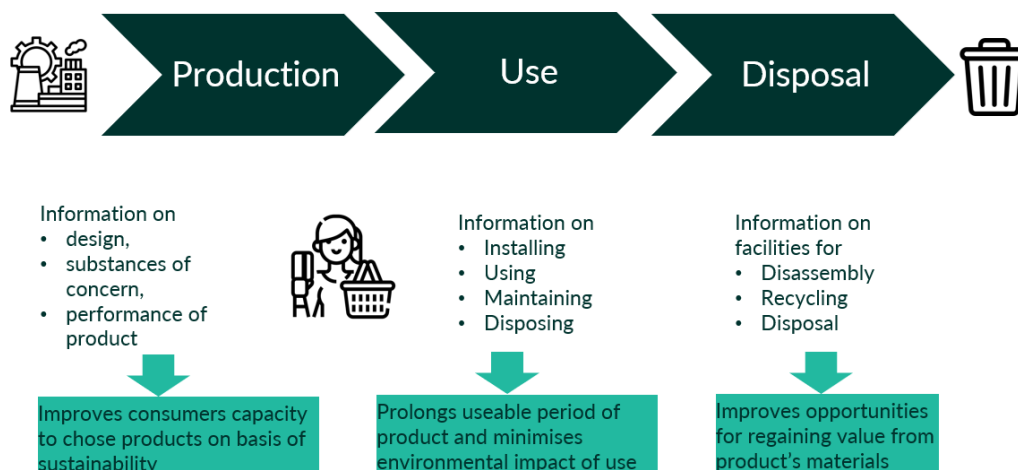 Production
Use
Disposal
Information on
• design,
• substances of
concern,
• performance of
product
Information on
• Installing
• Using
• Maintaining
• Disposing
Information on
facilities for
• Disassembly
• Recycling
• Disposal
Improves consumers capacity
to chose products on basis of
sustainability
Prolongs useable period of
product and minimises
environmental impact of use
Improves opportunities
for regaining value from
product's materials